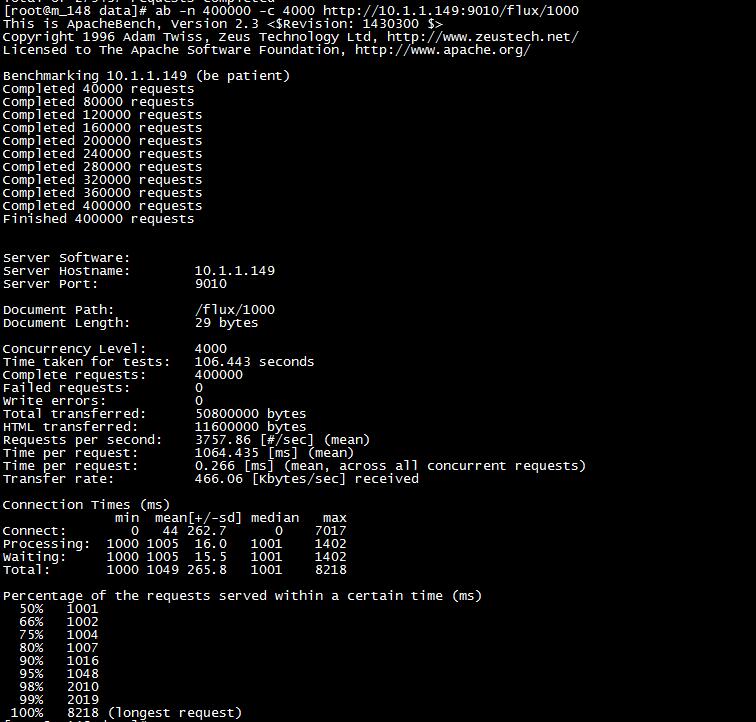 [root@m_148 data]# ab -n 400000 -c 4000 http://10.1.1.149:9010/flux/1000
This is ApacheBench, Version 2.3 <$Revision: 1430300 $>
Copyright 1996 Adam Twiss, Zeus Technology Ltd, http://www.zeustech.net/
Licensed to The Apache Software Foundation, http://www.apache.org/

Benchmarking 10.1.1.149 (be patient)
Completed 40000 requests
Completed 80000 requests
Completed 120000 requests
Completed 160000 requests
Completed 200000 requests
Completed 240000 requests
Completed 280000 requests
Completed 320000 requests
Completed 360000 requests
Completed 400000 requests
Finished 400000 requests

Server Software:
Server Hostname:        10.1.1.149
Server Port:            9010

Document Path:          /flux/1000
Document Length:        29 bytes

Concurrency Level:      4000
Time taken for tests:   106.443 seconds
Complete requests:      400000
Failed requests:        0
Write errors:           0
Total transferred:      50800000 bytes
HTML transferred:       11600000 bytes
Requests per second:    3757.86 [#/sec] (mean)
Time per request:       1064.435 [ms] (mean)
Time per request:       0.266 [ms] (mean, across all concurrent requests)
Transfer rate:          466.06 [Kbytes/sec] received

Connection Times (ms)
              min  mean[+/-sd] median   max
Connect:        0   44 262.7      0    7017
Processing:  1000 1005  16.0   1001    1402
Waiting:     1000 1005  15.5   1001    1402
Total:       1000 1049 265.8   1001    8218

Percentage of the requests served within a certain time (ms)
  50%   1001
  66%   1002
  75%   1004
  80%   1007
  90%   1016
  95%   1048
  98%   2010
  99%   2019
 100%   8218 (longest request)